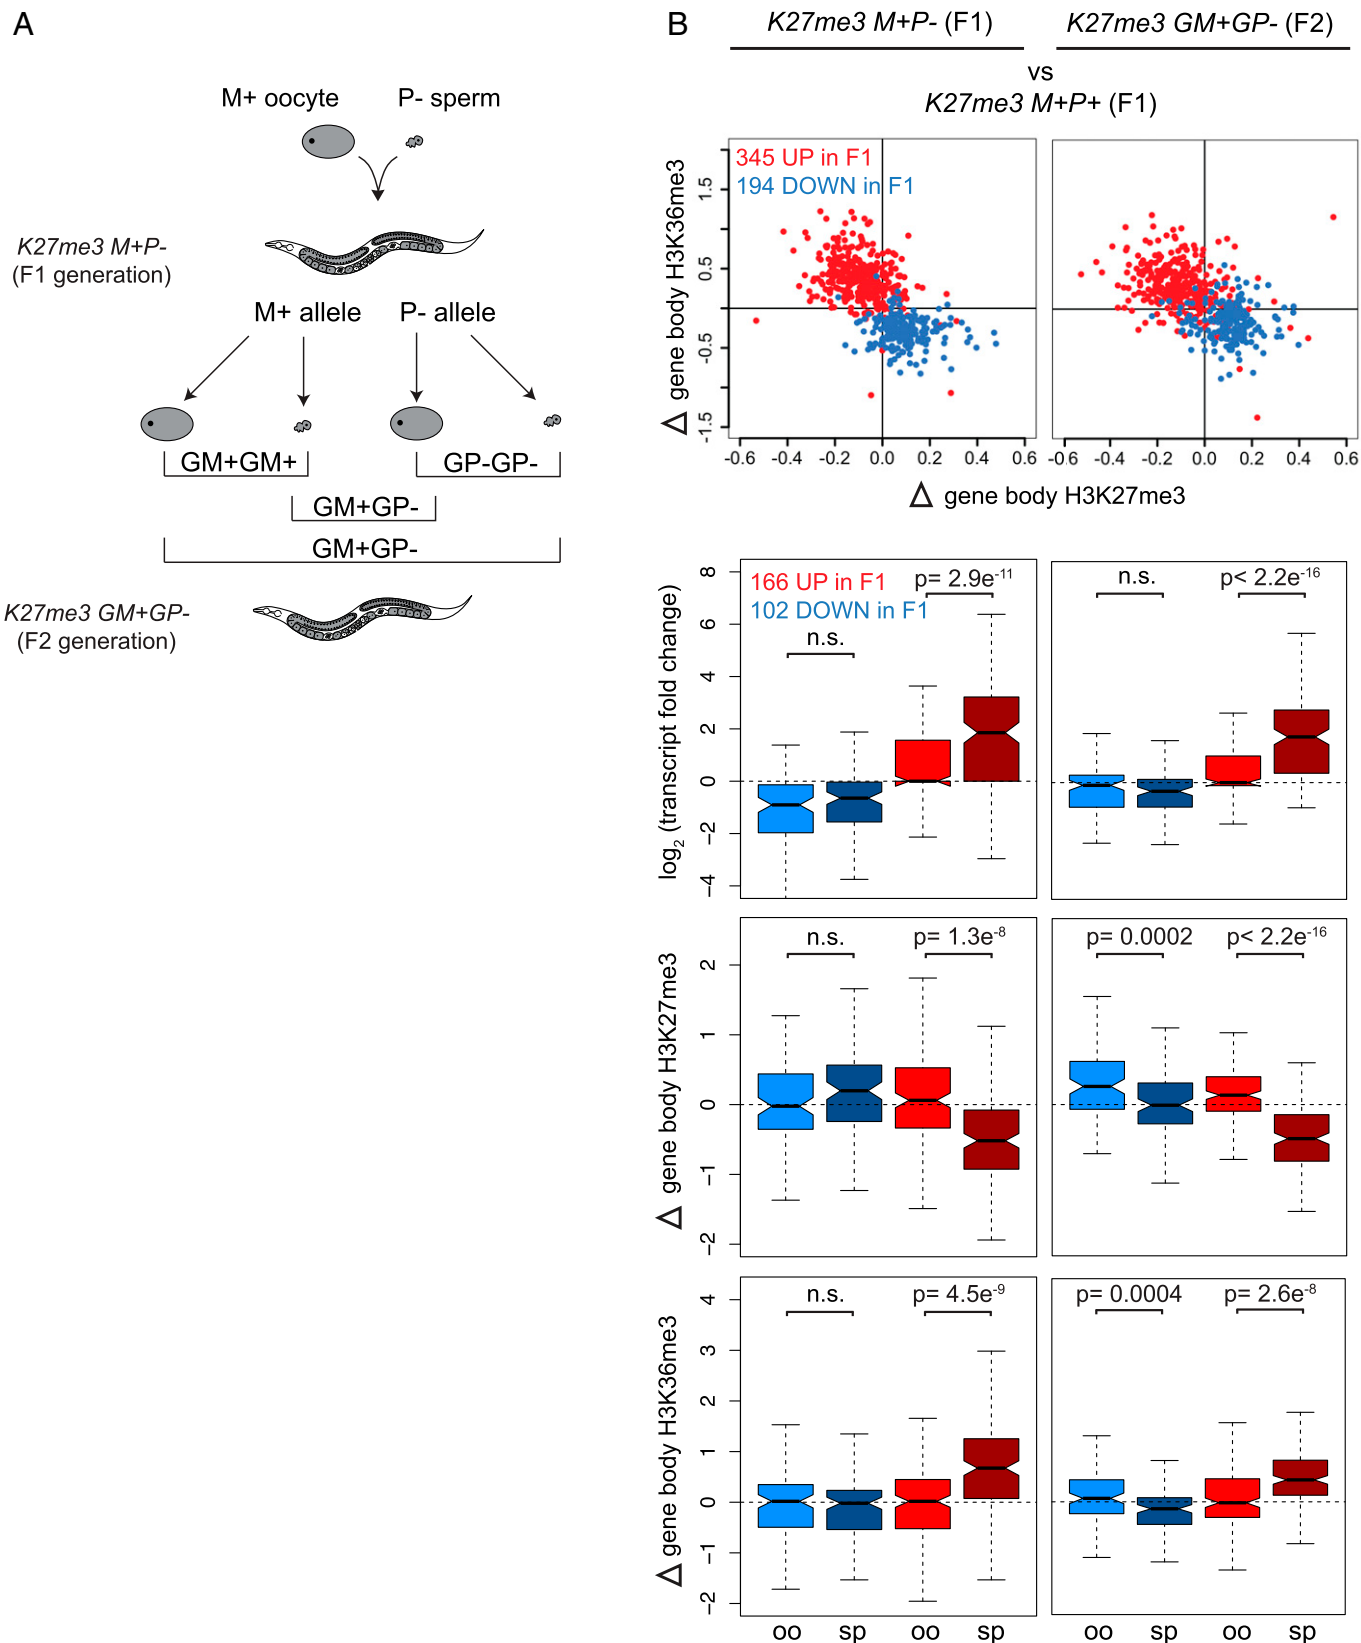 A
M+ oocyte P- sperm
K27me3 M+P-
(F1 generation)
M+ allele P- allele
GM+GM+ GP-GP-
GM+GP-
GM+GP-
K27me3 GM+GP-
(F2 generation)
B
K27me3 M+P- (F1) K27me3 GM+GP- (F2)
vs
K27me3 M+P+ (F1)
345 UP in F1
194 DOWN in F1
Δ gene body H3K36me3
1.5
0.5
-0.5
-1.5
-0.6 -0.4 -0.2 0.0 0.2 0.4 0.6
-0.6 -0.4 -0.2 0.0 0.2 0.4 0.6
Δ gene body H3K27me3
166 UP in F1
102 DOWN in F1
n.s.
p= 2.9e-11
n.s.
p< 2.2e-16
log2 (transcript fold change)
8
6
4
2
0
−2
−4
n.s.
p= 1.3e-8
p= 0.0002
p< 2.2e-16
Δ gene body H3K27me3
2
1
0
−1
−2
n.s.
p= 4.5e-9
p= 0.0004
p= 2.6e-8
Δ gene body H3K36me3
4
3
2
1
0
−1
−2
oo sp oo sp
oo sp oo sp